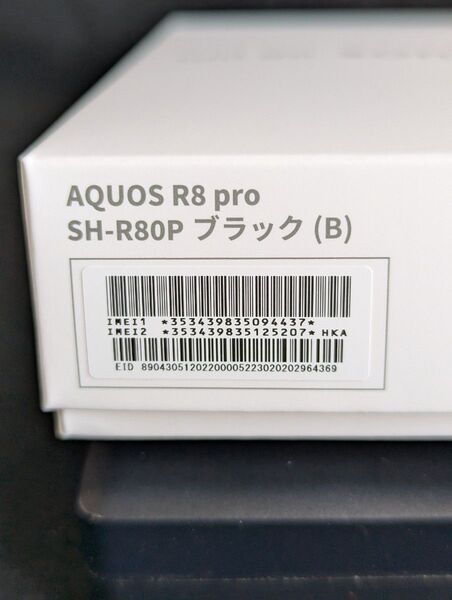 AQUOS R8 pro
SH-R80P ブラック (B)
IMEI1 *353439835094437*
IMEI2 *353439835125207* HKA
EID 89043051202200005223020202964369